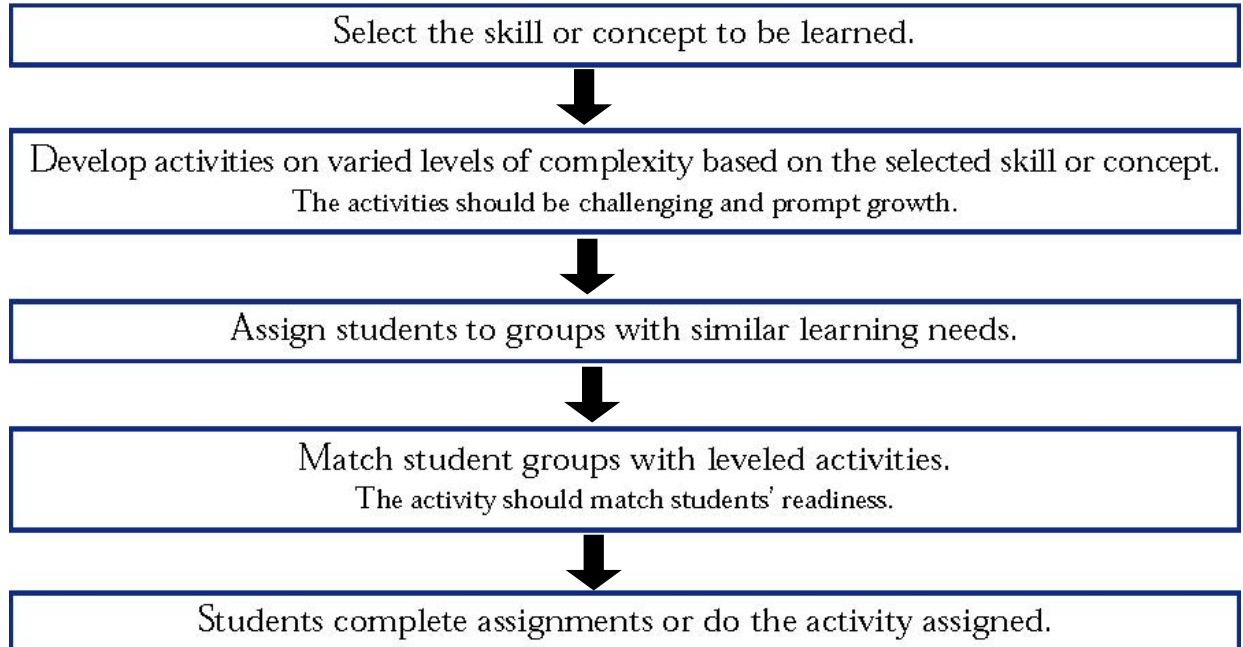 Select the skill or concept to be learned.
Develop activities on varied levels of complexity based on the selected skill or concept.
The activities should be challenging and prompt growth.
Assign students to groups with similar learning needs.
Match student groups with leveled activities.
The activity should match students' readiness.
Students complete assignments or do the activity assigned.